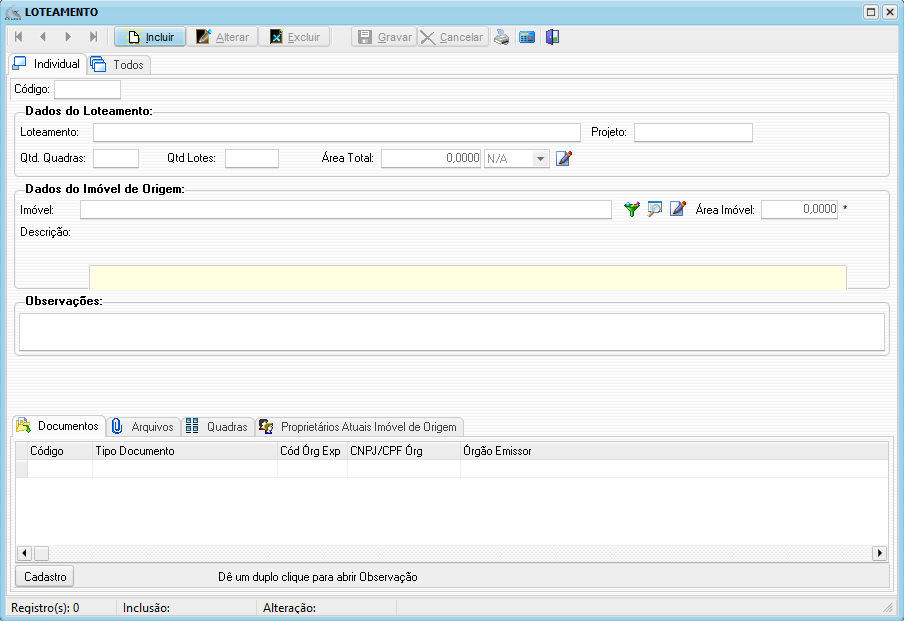 LOTEAMENTO
Incluir Alterar Excluir Gravar Cancelar
Individual Todos
Código:
Dados do Loteamento:
Loteamento: Projeto:
Qtd. Quadras: Qtd Lotes: Área Total: 0,0000 N/A
Dados do Imóvel de Origem:
Imóvel: Área Imóvel: 0,0000 *
Descrição:
Observações:
Documentos Arquivos Quadras Proprietários Atuais Imóvel de Origem
Código Tipo Documento Cód Órg Exp CNPJ/CPF Órg Órgão Emissor
Cadastro Dê um duplo clique para abrir Observação
Registro(s): 0 Inclusão: Alteração: